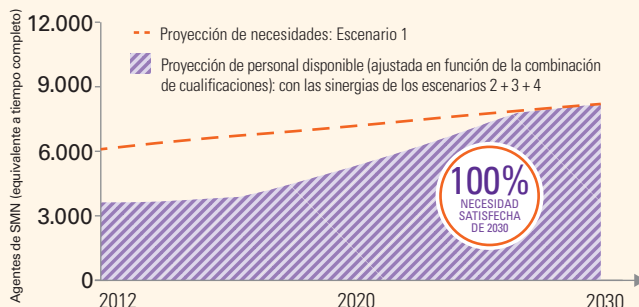 Agentes de SMN (equivalente a tiempo completo)
12.000
9.000
6.000
3.000
0
Proyección de necesidades: Escenario 1
Proyección de personal disponible (ajustada en función de la combinación
de cualificaciones): con las sinergias de los escenarios 2 + 3 + 4
100%
NECESIDAD
SATISFECHA
DE 2030
2012
2020
2030